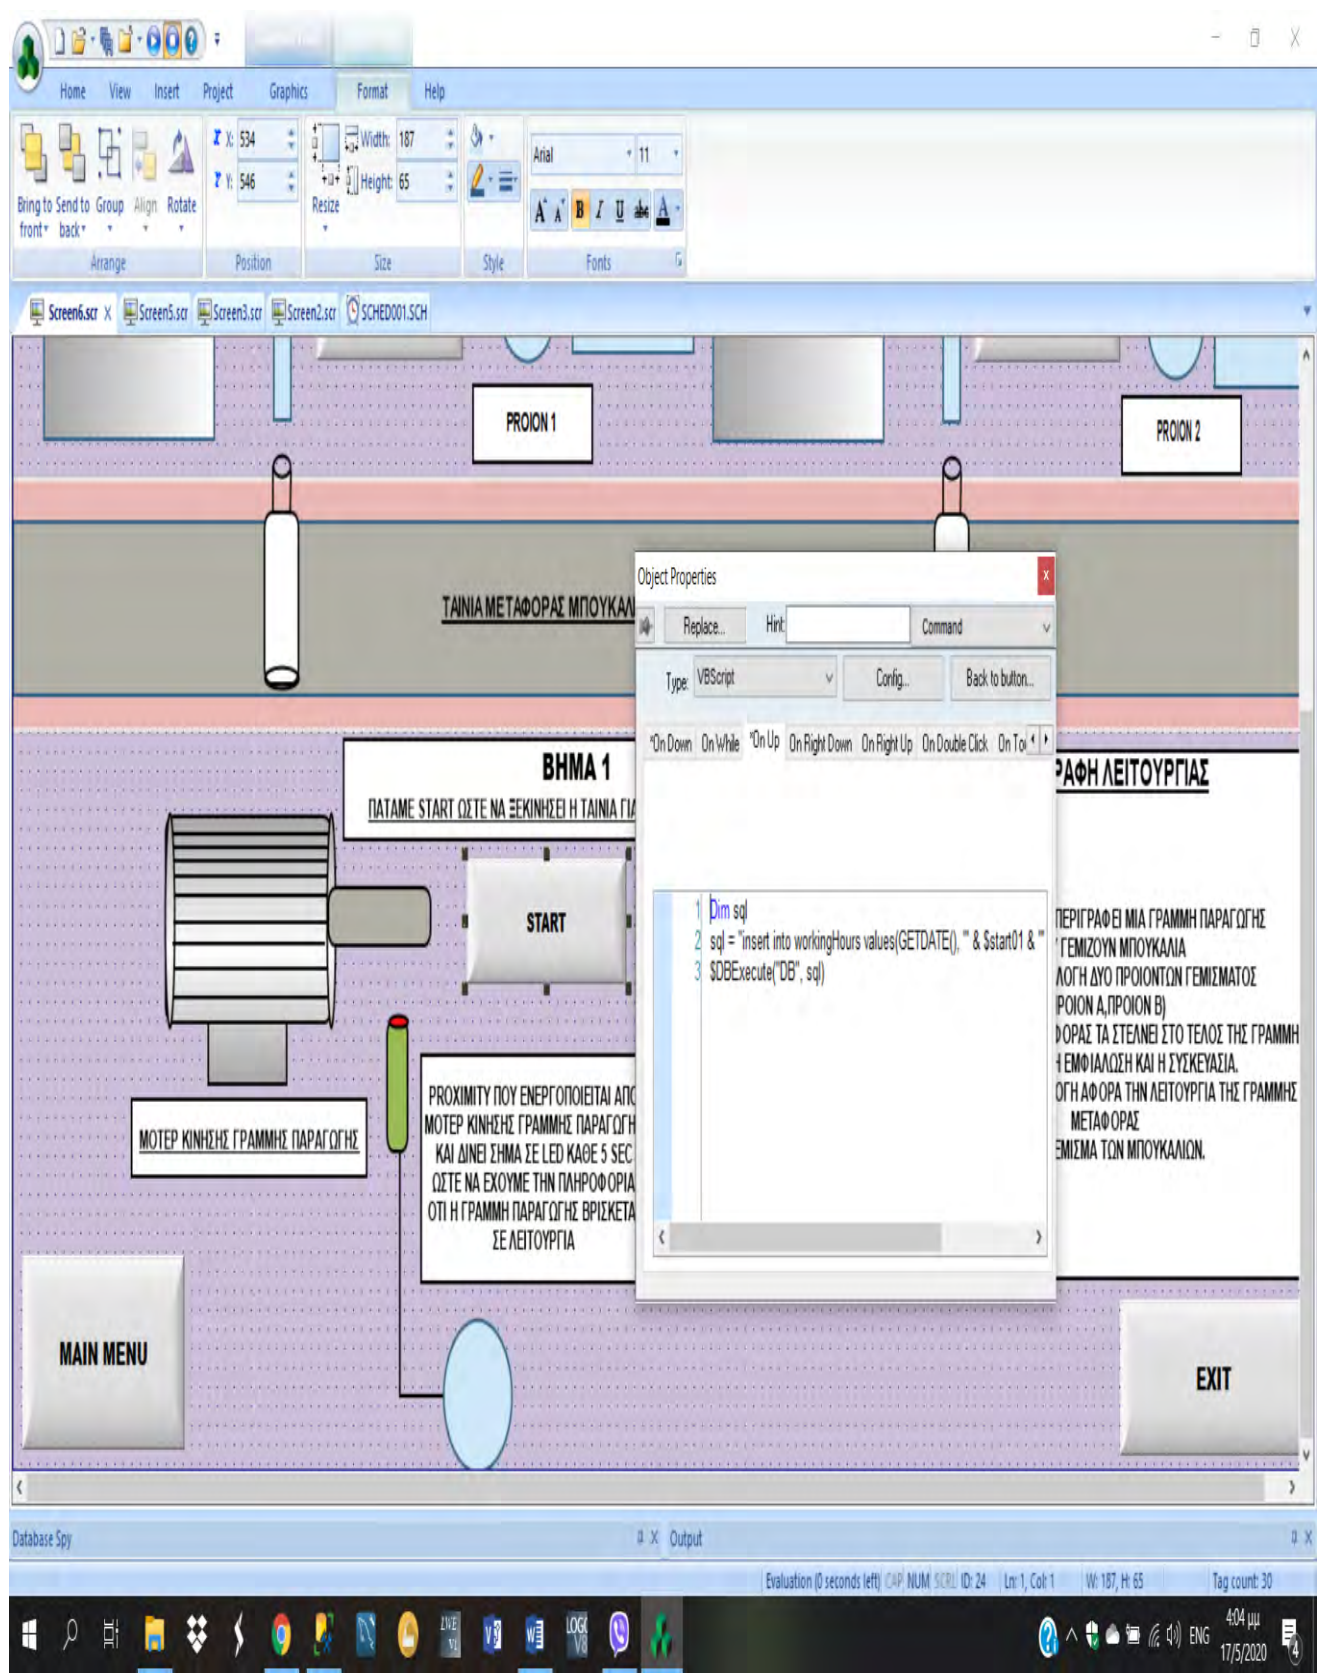 Home View Insert Project Graphics Format Help
X: 534
Width: 187
Arial 11
Y: 546
Height: 65
Bring to front
Send to back
Group Align Rotate
Resize
A A B I U abc A
Arrange Position Size Style Fonts
Screen6.scr X Screen5.scr Screen3.scr Screen2.scr SCHED001.SCH
PROION 1
PROION 2
ΤΑΙΝΙΑ ΜΕΤΑΦΟΡΑΣ ΜΠΟΥΚΑΛ
Object Properties x
Replace... Hint: Command
Type: VBScript Config... Back to button...
*On Down On While *On Up On Right Down On Right Up On Double Click On To
1 Dim sql
2 sql = "insert into workingHours values(GETDATE(), '" & $start01 & "'
3 $DBExecute("DB", sql)
ΒΗΜΑ 1
ΠΑΤΑΜΕ START ΩΣΤΕ ΝΑ ΞΕΚΙΝΗΣΕΙ Η ΤΑΙΝΙΑ ΓΙΑ
START
ΡΑΦΗ ΛΕΙΤΟΥΡΓΙΑΣ
ΠΕΡΙΓΡΑΦΕΙ ΜΙΑ ΓΡΑΜΜΗ ΠΑΡΑΓΩΓΗΣ
ΓΕΜΙΖΟΥΝ ΜΠΟΥΚΑΛΙΑ
ΛΟΓΗ ΔΥΟ ΠΡΟΙΟΝΤΩΝ ΓΕΜΙΣΜΑΤΟΣ
ΡΟΙΟΝ Α,ΠΡΟΙΟΝ Β)
ΦΟΡΑΣ ΤΑ ΣΤΕΛΝΕΙ ΣΤΟ ΤΕΛΟΣ ΤΗΣ ΓΡΑΜΜΗ
Η ΕΜΦΙΑΛΩΣΗ ΚΑΙ Η ΣΥΣΚΕΥΑΣΙΑ.
ΟΓΗ ΑΦΟΡΑ ΤΗΝ ΛΕΙΤΟΥΡΓΙΑ ΤΗΣ ΓΡΑΜΜΗΣ
ΜΕΤΑΦΟΡΑΣ
ΕΜΙΣΜΑ ΤΩΝ ΜΠΟΥΚΑΛΙΩΝ.
ΜΟΤΕΡ ΚΙΝΗΣΗΣ ΓΡΑΜΜΗΣ ΠΑΡΑΓΩΓΗΣ
PROXIMITY ΠΟΥ ΕΝΕΡΓΟΠΟΙΕΙΤΑΙ ΑΠΟ
ΜΟΤΕΡ ΚΙΝΗΣΗΣ ΓΡΑΜΜΗΣ ΠΑΡΑΓΩΓΗ
ΚΑΙ ΔΙΝΕΙ ΣΗΜΑ ΣΕ LED ΚΑΘΕ 5 SEC
ΩΣΤΕ ΝΑ ΕΧΟΥΜΕ ΤΗΝ ΠΛΗΡΟΦΟΡΙΑ
ΟΤΙ Η ΓΡΑΜΜΗ ΠΑΡΑΓΩΓΗΣ ΒΡΙΣΚΕΤΑ
ΣΕ ΛΕΙΤΟΥΡΓΙΑ
MAIN MENU
EXIT
Database Spy
Output
Evaluation (0 seconds left) CAP NUM SCRL ID: 24 Ln: 1, Col: 1 W: 187, H: 65 Tag count: 30
ENG
4:04 μμ
17/5/2020
4